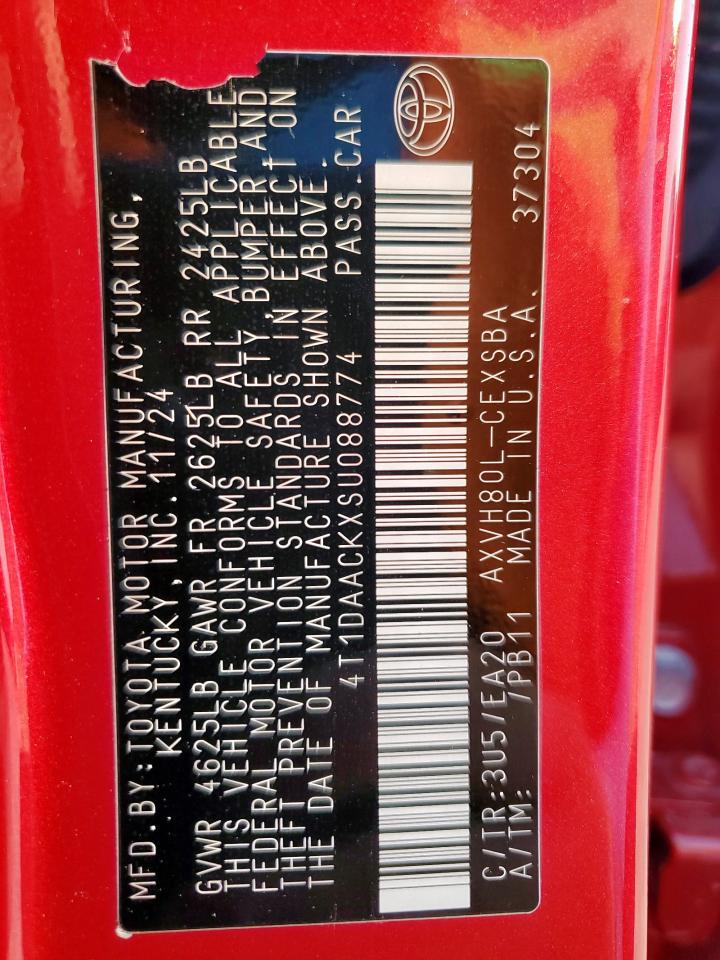 MFD.BY:TOYOTA MOTOR MANUFACTURING,
KENTUCKY,INC.11/24
GVWR 4625LB GAWR FR 2625LB RR 2425LB
THIS VEHICLE CONFORMS TO ALL APPLICABLE
FEDERAL MOTOR VEHICLE SAFETY,BUMPER AND
THEFT PREVENTION STANDARDS IN EFFECT ON
THE DATE OF MANUFACTURE SHOWN ABOVE.
4T1DAACKXSU088774 PASS.CAR
C/TR:3U5/EA20 AXVH80L-CEXSBA
A/TM: /PB11 MADE IN U.S.A. 37304